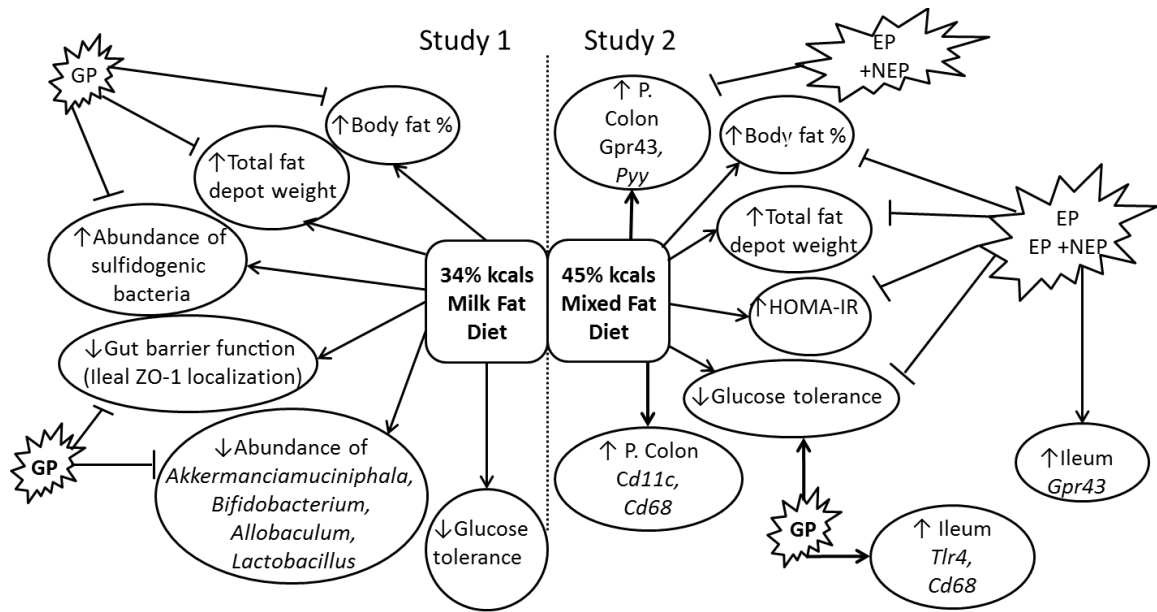 Study 1
Study 2
GP
↑Body fat %
↑Total fat
depot weight
↑Abundance of
sulfidogenic
bacteria
↓Gut barrier function
(Ileal ZO-1 localization)
GP
↓Abundance of
Akkermanciamuciniphala,
Bifidobacterium,
Allobaculum,
Lactobacillus
↓Glucose
tolerance
34% kcals
Milk Fat
Diet
45% kcals
Mixed Fat
Diet
↑ P.
Colon
Gpr43,
Pyy
EP
+NEP
↑Body fat %
↑Total fat
depot weight
↑HOMA-IR
↓Glucose tolerance
EP
EP +NEP
↑ P. Colon
Cd11c,
Cd68
GP
↑ Ileum
Tlr4,
Cd68
↑Ileum
Gpr43